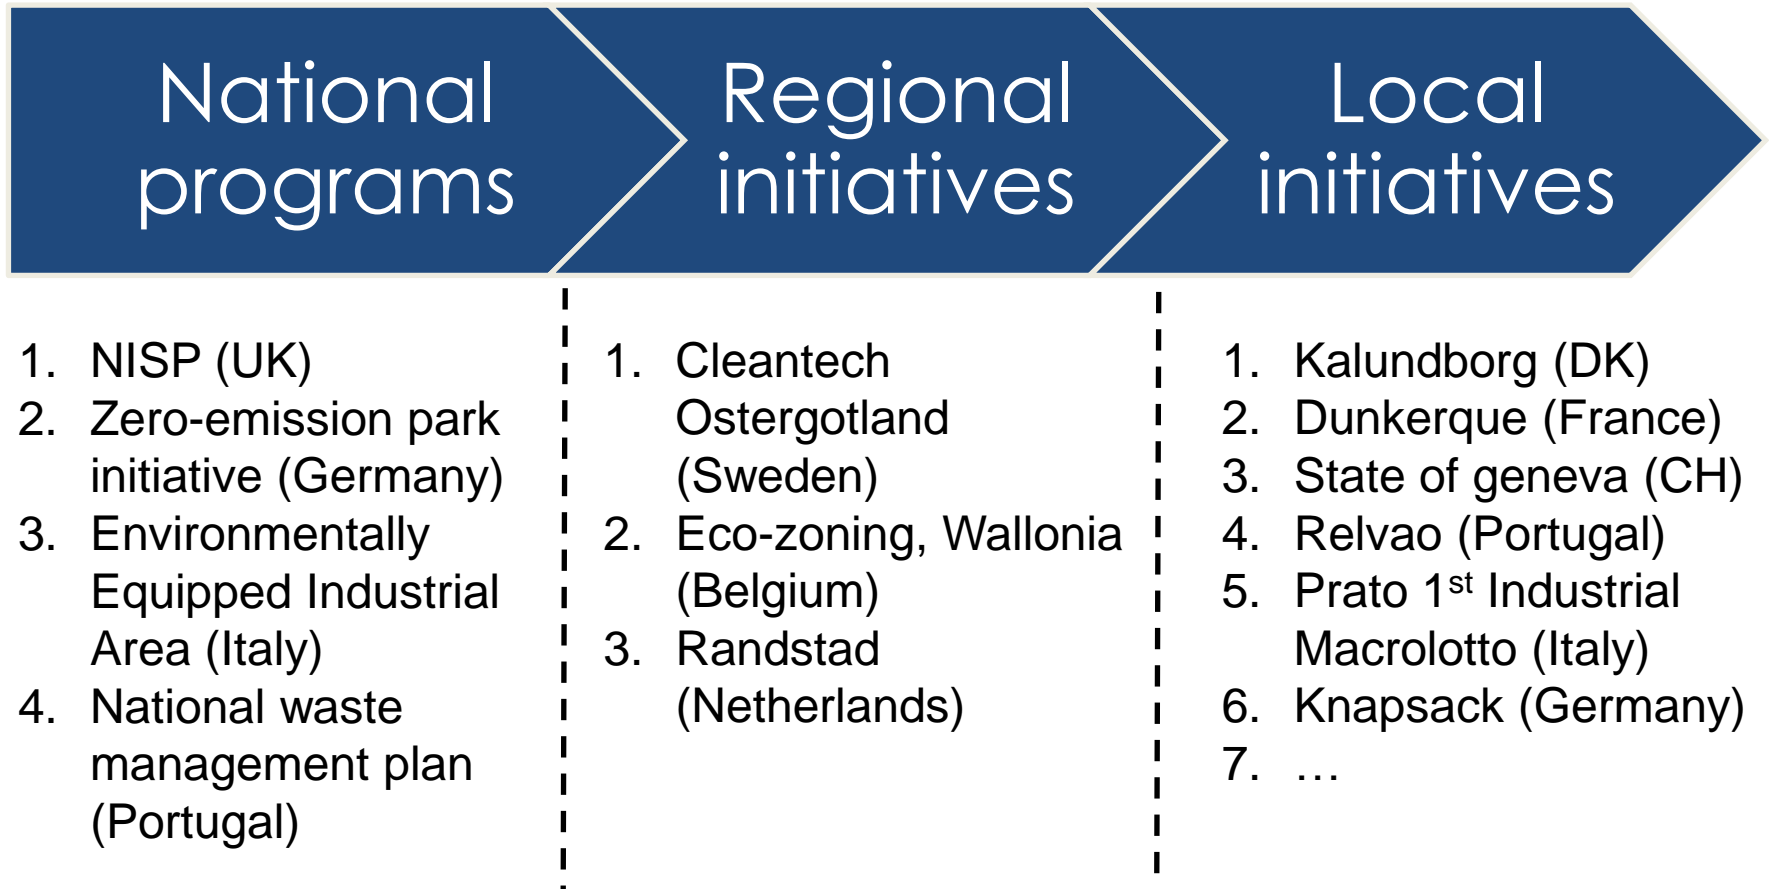 National
programs
Regional
initiatives
Local
initiatives
1. NISP (UK)
2. Zero-emission park
initiative (Germany)
3. Environmentally
Equipped Industrial
Area (Italy)
4. National waste
management plan
(Portugal)
1. Cleantech
Ostergotland
(Sweden)
2. Eco-zoning, Wallonia
(Belgium)
3. Randstad
(Netherlands)
1. Kalundborg (DK)
2. Dunkerque (France)
3. State of geneva (CH)
4. Relvao (Portugal)
5. Prato 1st Industrial
Macrolotto (Italy)
6. Knapsack (Germany)
7. …